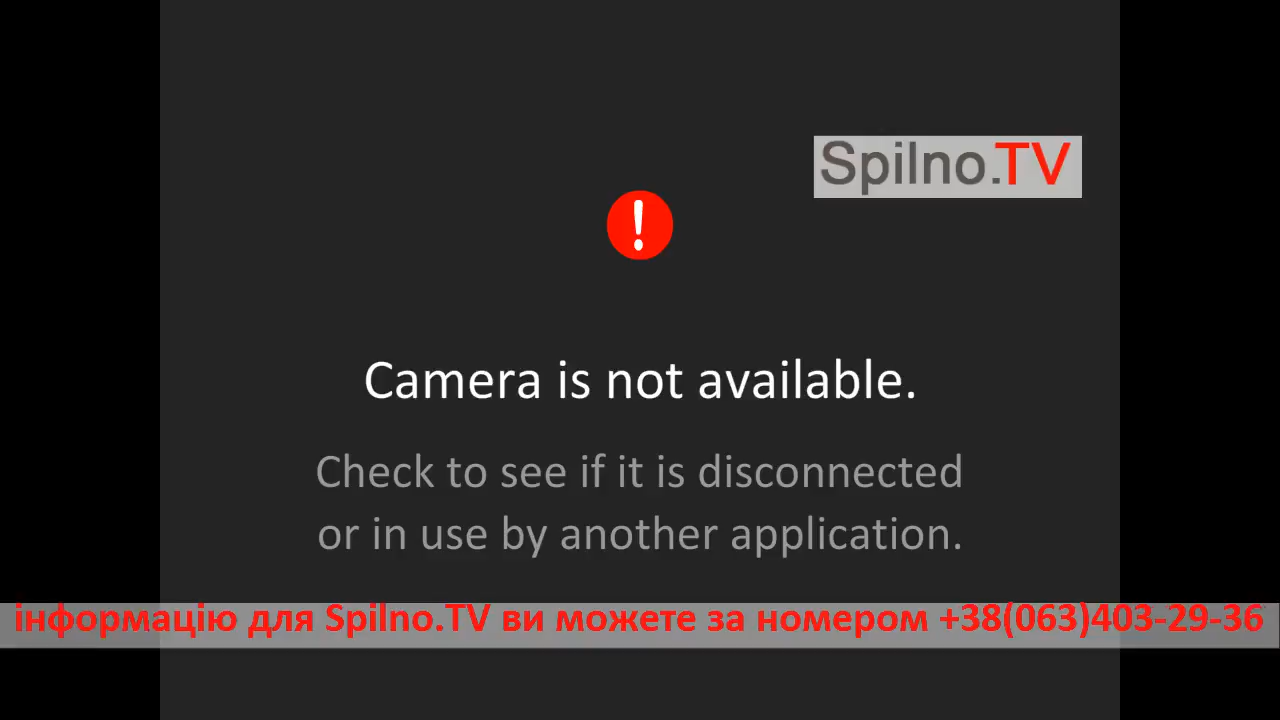 Spilno.TV
!
Camera is not available.
Check to see if it is disconnected
or in use by another application.
інформацію для Spilno.TV ви можете за номером +38(063)403-29-36